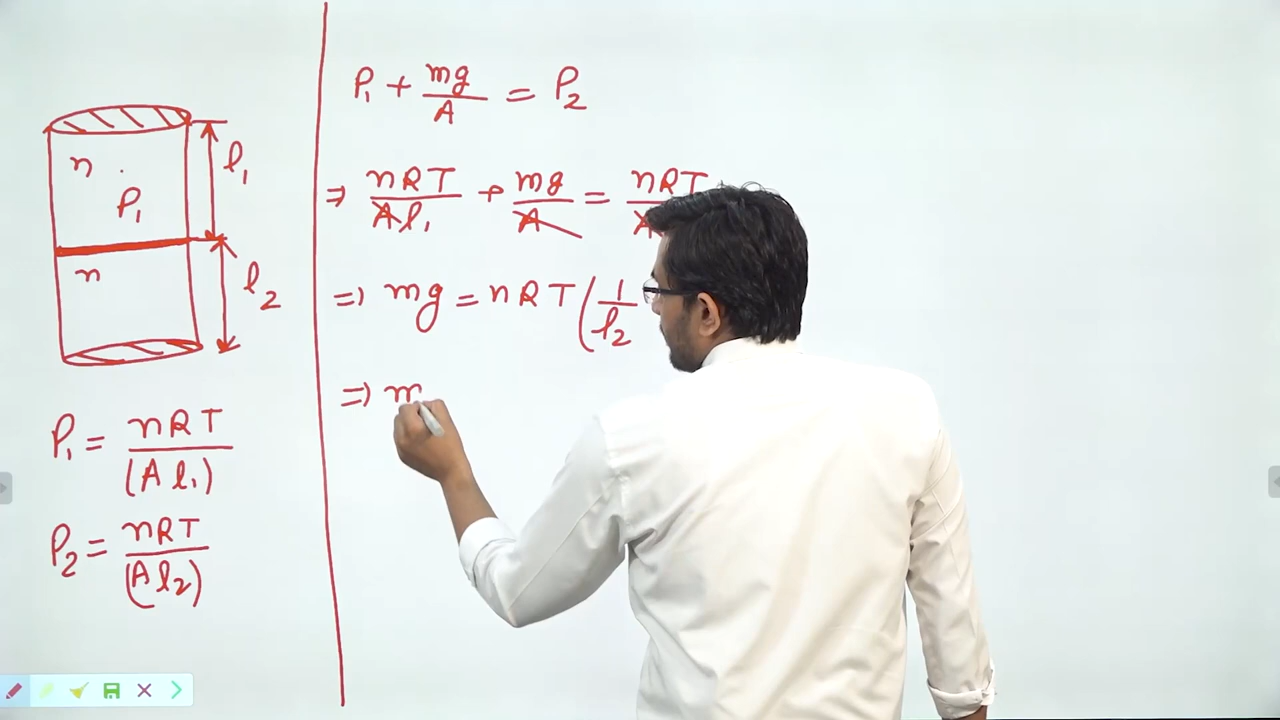 n
P₁
l₁
n
l₂
P₁ = nRT/(A l₁)
P₂ = nRT/(A l₂)
P₁ + mg/A = P₂
⇒ nRT/A l₁ + mg/A = nRT/A
⇒ mg = nRT(1/l₂
⇒ m